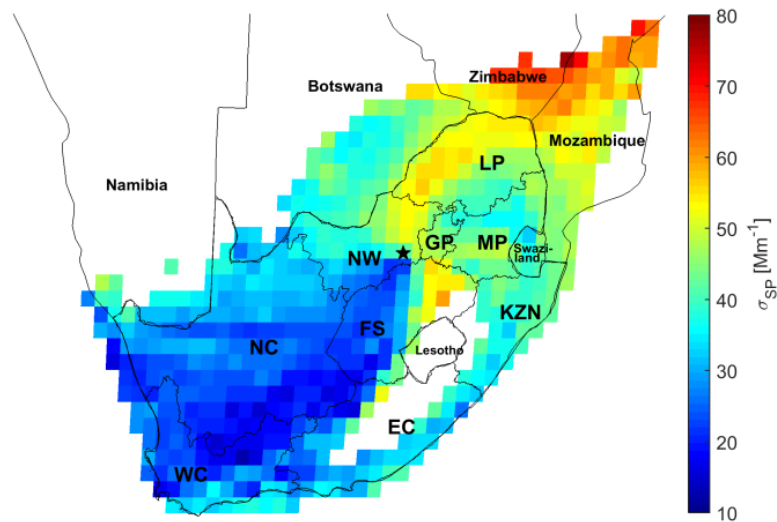 80
Zimbabwe
Botswana
70
Mozambique
LP
60
Namibia
GP
MP
Swazi-
land
NW
50
σSP [Mm-1]
KZN
40
FS
NC
Lesotho
30
EC
20
WC
10